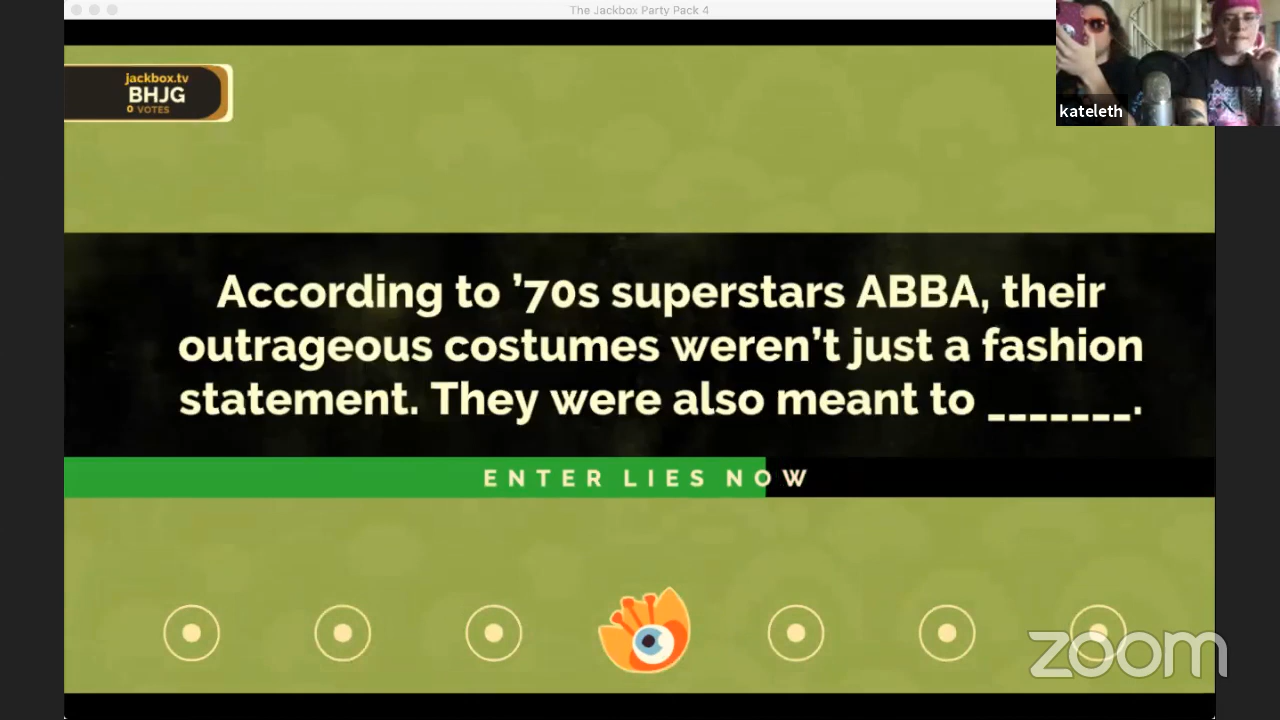 The Jackbox Party Pack 4
jackbox.tv
BHJG
0 VOTES
kateleth
According to ’70s superstars ABBA, their
outrageous costumes weren’t just a fashion
statement. They were also meant to _______.
ENTER LIES NOW
zoom